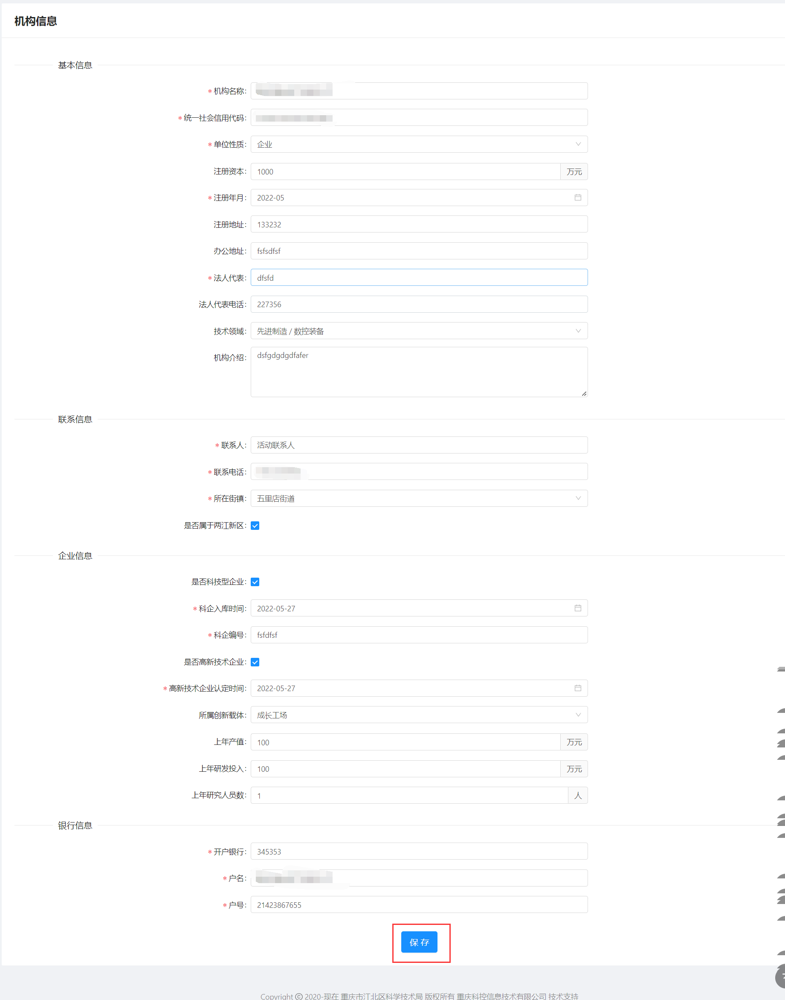 机构信息
基本信息
* 机构名称:
* 统一社会信用代码:
* 单位性质: 企业
注册资本: 1000 万元
* 注册年月: 2022-05
注册地址: 133232
办公地址: fsfsdfsf
* 法人代表: dfsfd
法人代表电话: 227356
技术领域: 先进制造 / 数控装备
机构介绍: dsfgdgdgdfafer
联系信息
* 联系人: 活动联系人
* 联系电话:
* 所在街镇: 五里店街道
是否属于两江新区:
企业信息
是否科技型企业:
* 科企入库时间: 2022-05-27
* 科企编号: fsfdfsf
是否高新技术企业:
* 高新技术企业认定时间: 2022-05-27
所属创新载体: 成长工场
上年产值: 100 万元
上年研发投入: 100 万元
上年研究人员数: 1 人
银行信息
* 开户银行: 345353
* 户名:
* 户号: 21423867655
保 存
Copyright © 2020-现在 重庆市江北区科学技术局 版权所有 重庆科控信息技术有限公司 技术支持